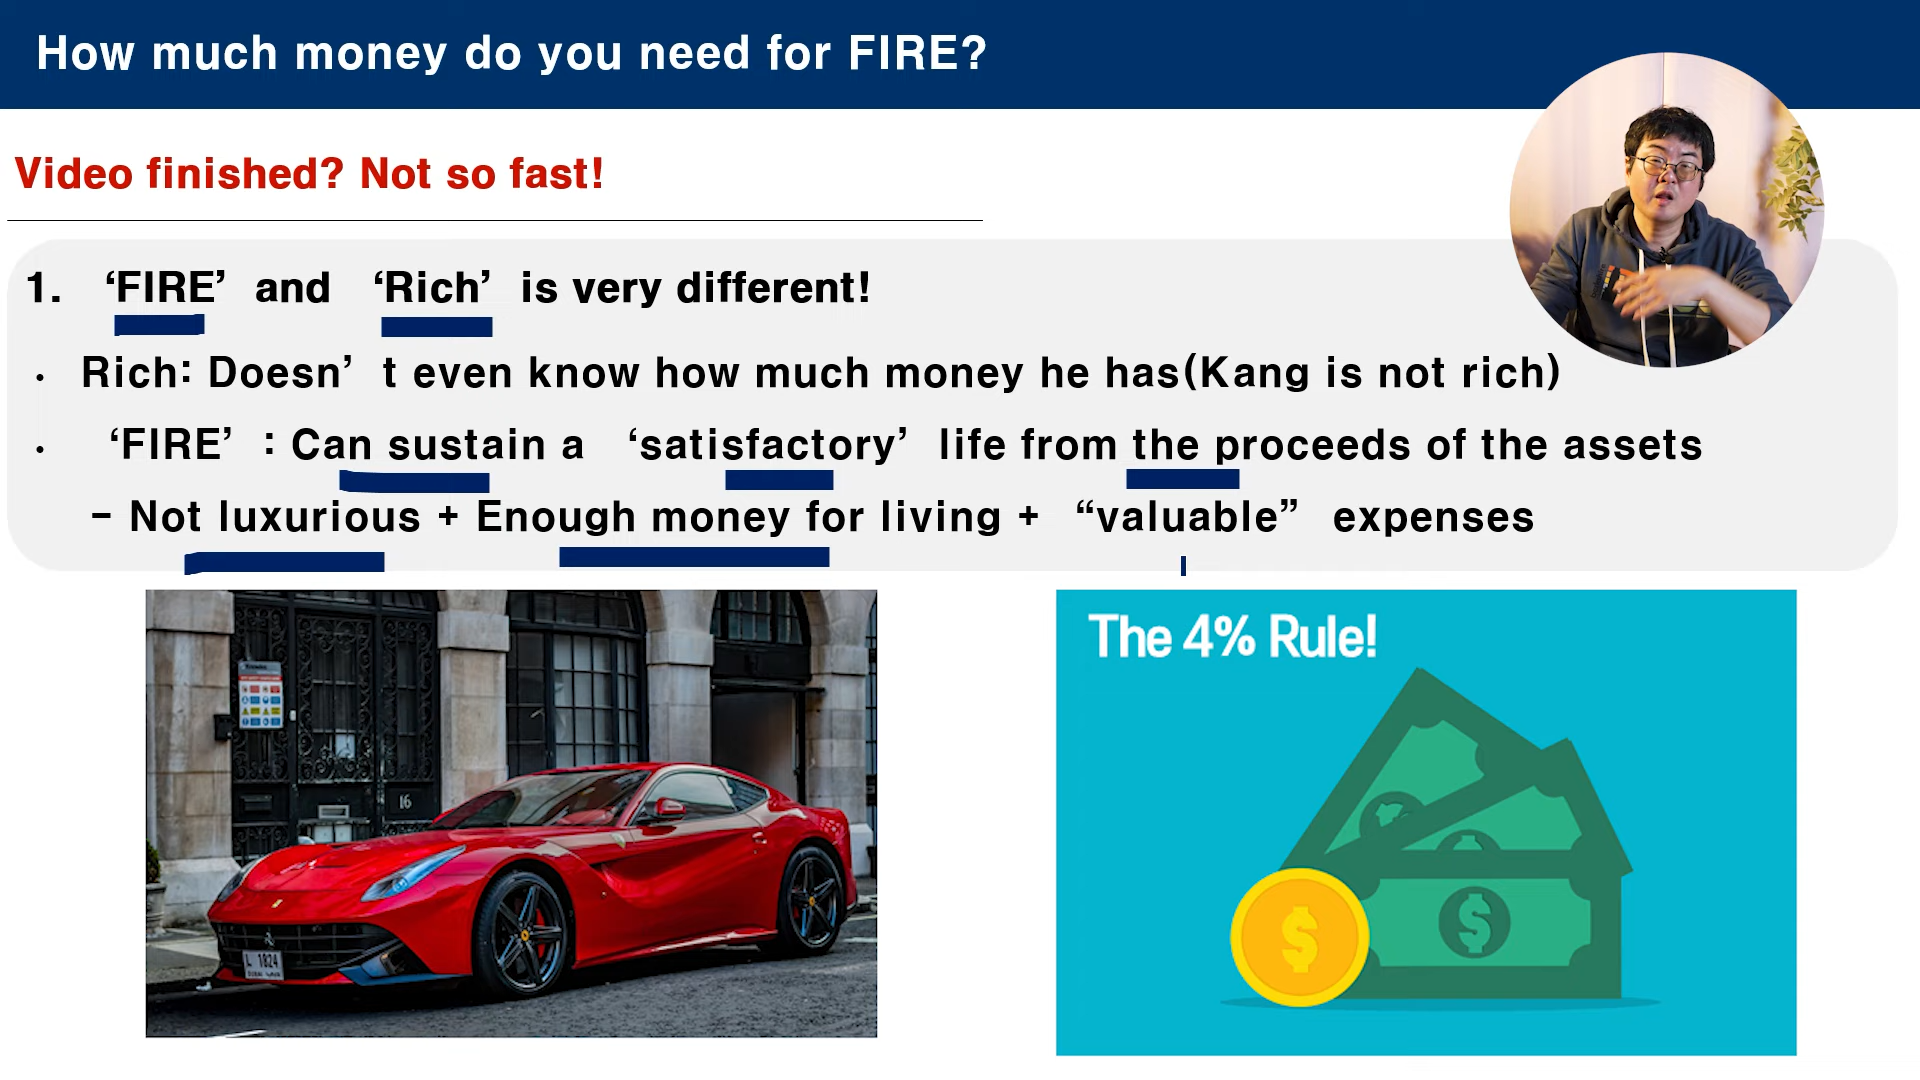 How much money do you need for FIRE?
Video finished? Not so fast!
1. ‘FIRE’ and ‘Rich’ is very different!
• Rich: Doesn’ t even know how much money he has(Kang is not rich)
• ‘FIRE’ : Can sustain a ‘satisfactory’ life from the proceeds of the assets
– Not luxurious + Enough money for living + “valuable” expenses
16
L 1824
The 4% Rule!
$
$